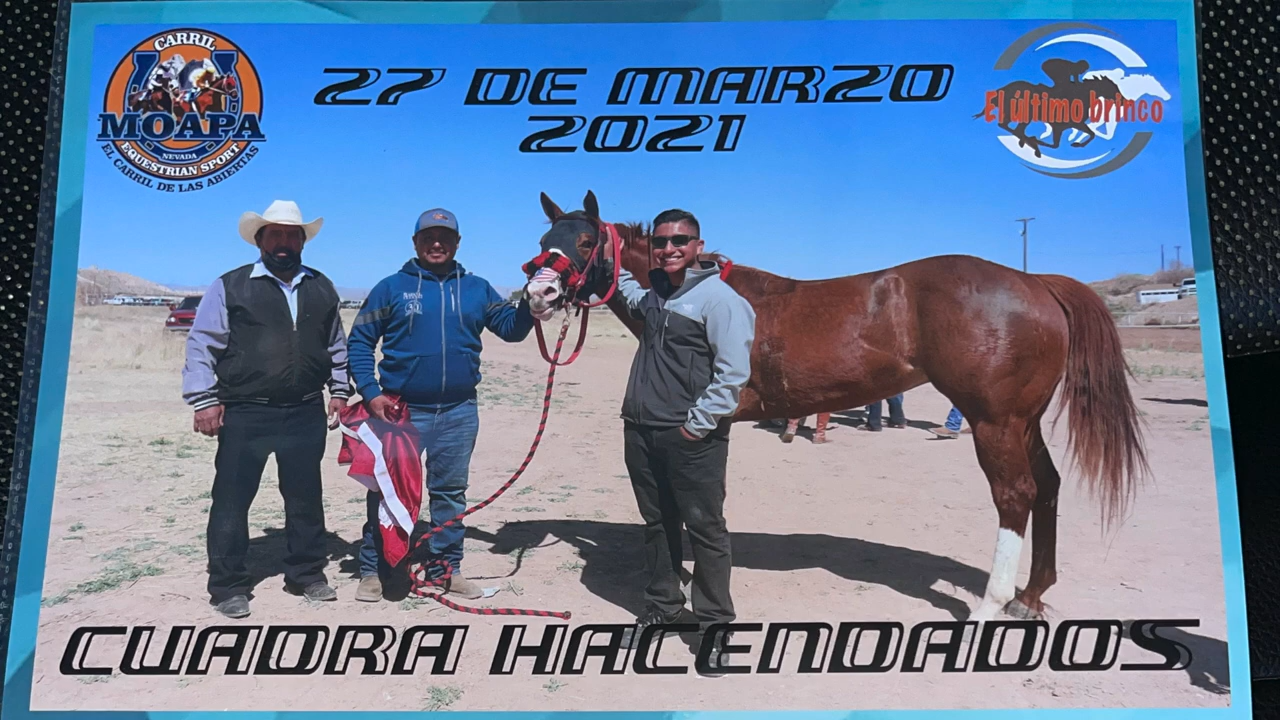 CARRIL
MOAPA
NEVADA
EQUESTRIAN SPORT
EL CARRIL DE LAS ABIERTAS
27 DE MARZO
2021
El último brinco
CUADRA HACENDADOS